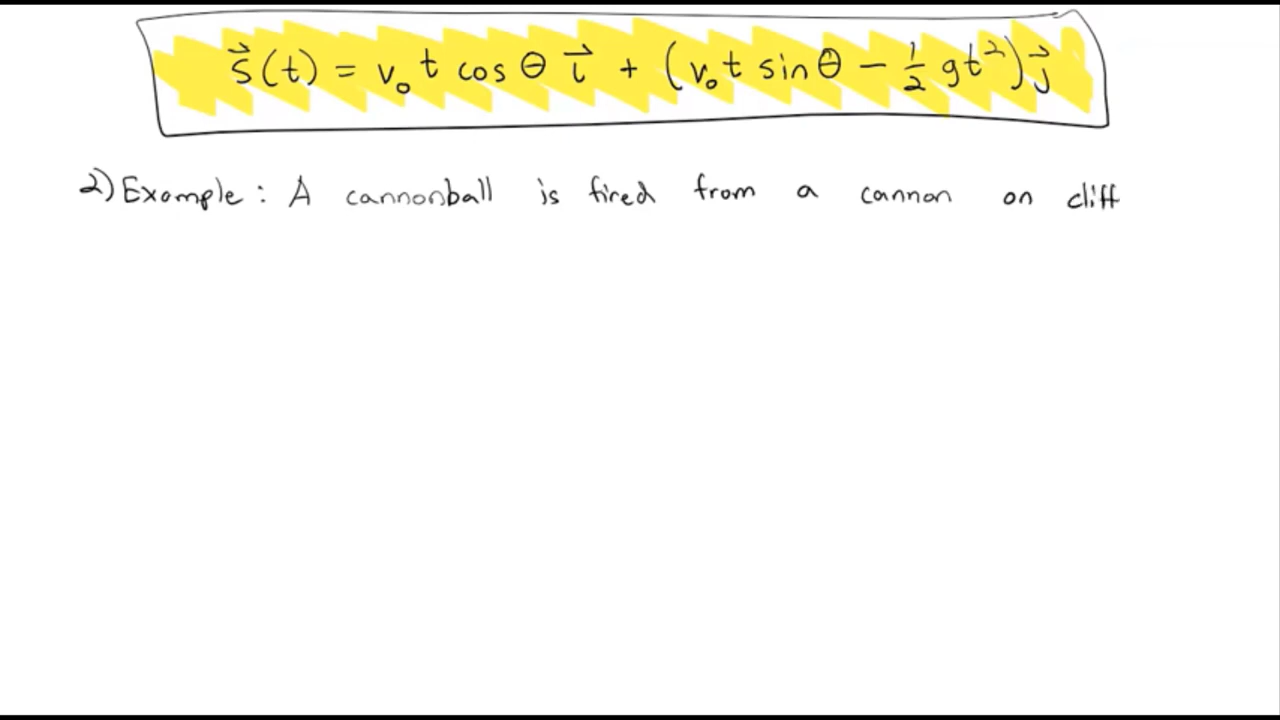 s⃗(t) = v₀ t cos θ i⃗ + (v₀ t sin θ − ½ g t²) j⃗
2) Example : A cannonball is fired from a cannon on cliff